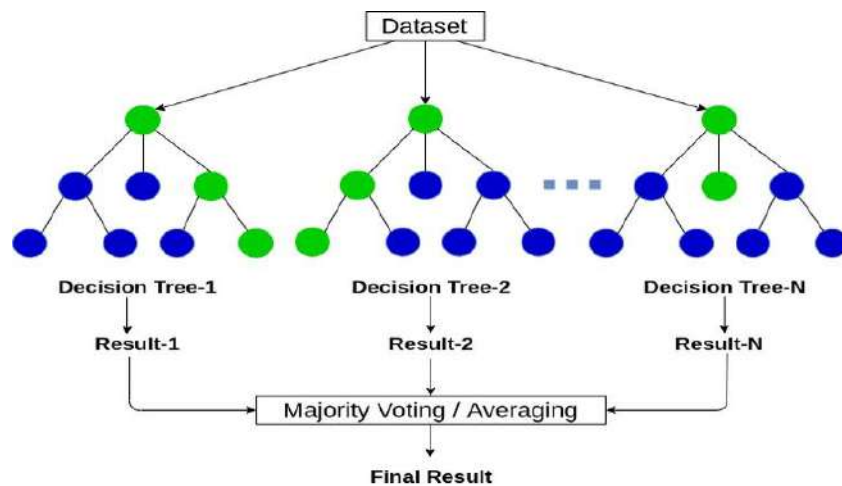 Dataset
Decision Tree-1
Decision Tree-2
Decision Tree-N
Result-1
Result-2
Result-N
Majority Voting / Averaging
Final Result